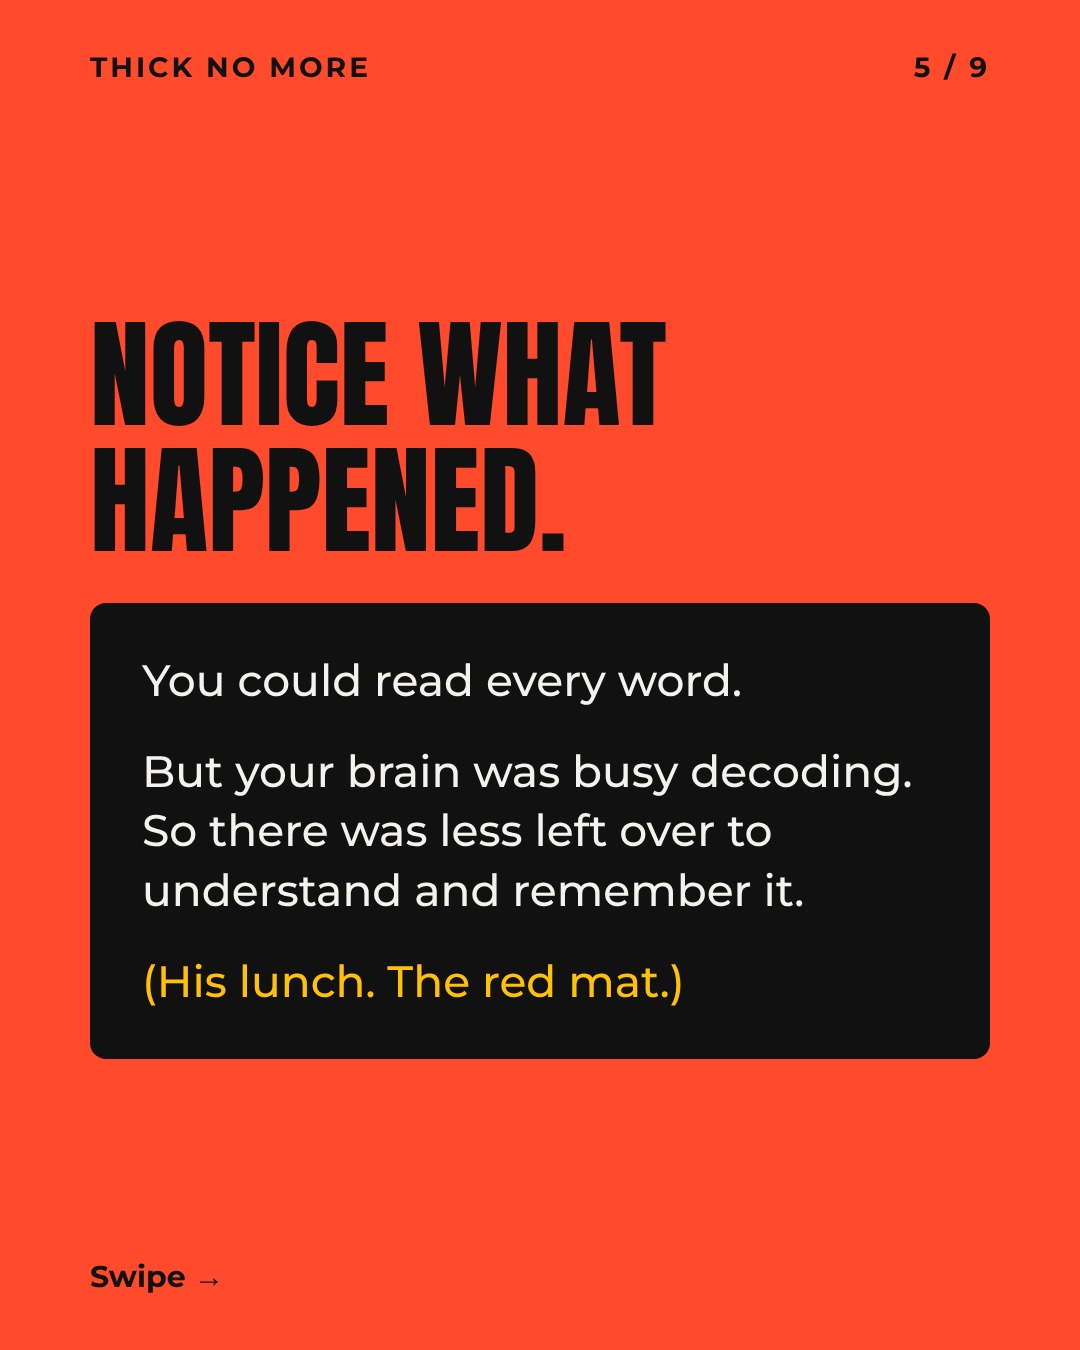 THICK NO MORE
5 / 9
NOTICE WHAT
HAPPENED.
You could read every word.
But your brain was busy decoding.
So there was less left over to
understand and remember it.
(His lunch. The red mat.)
Swipe →